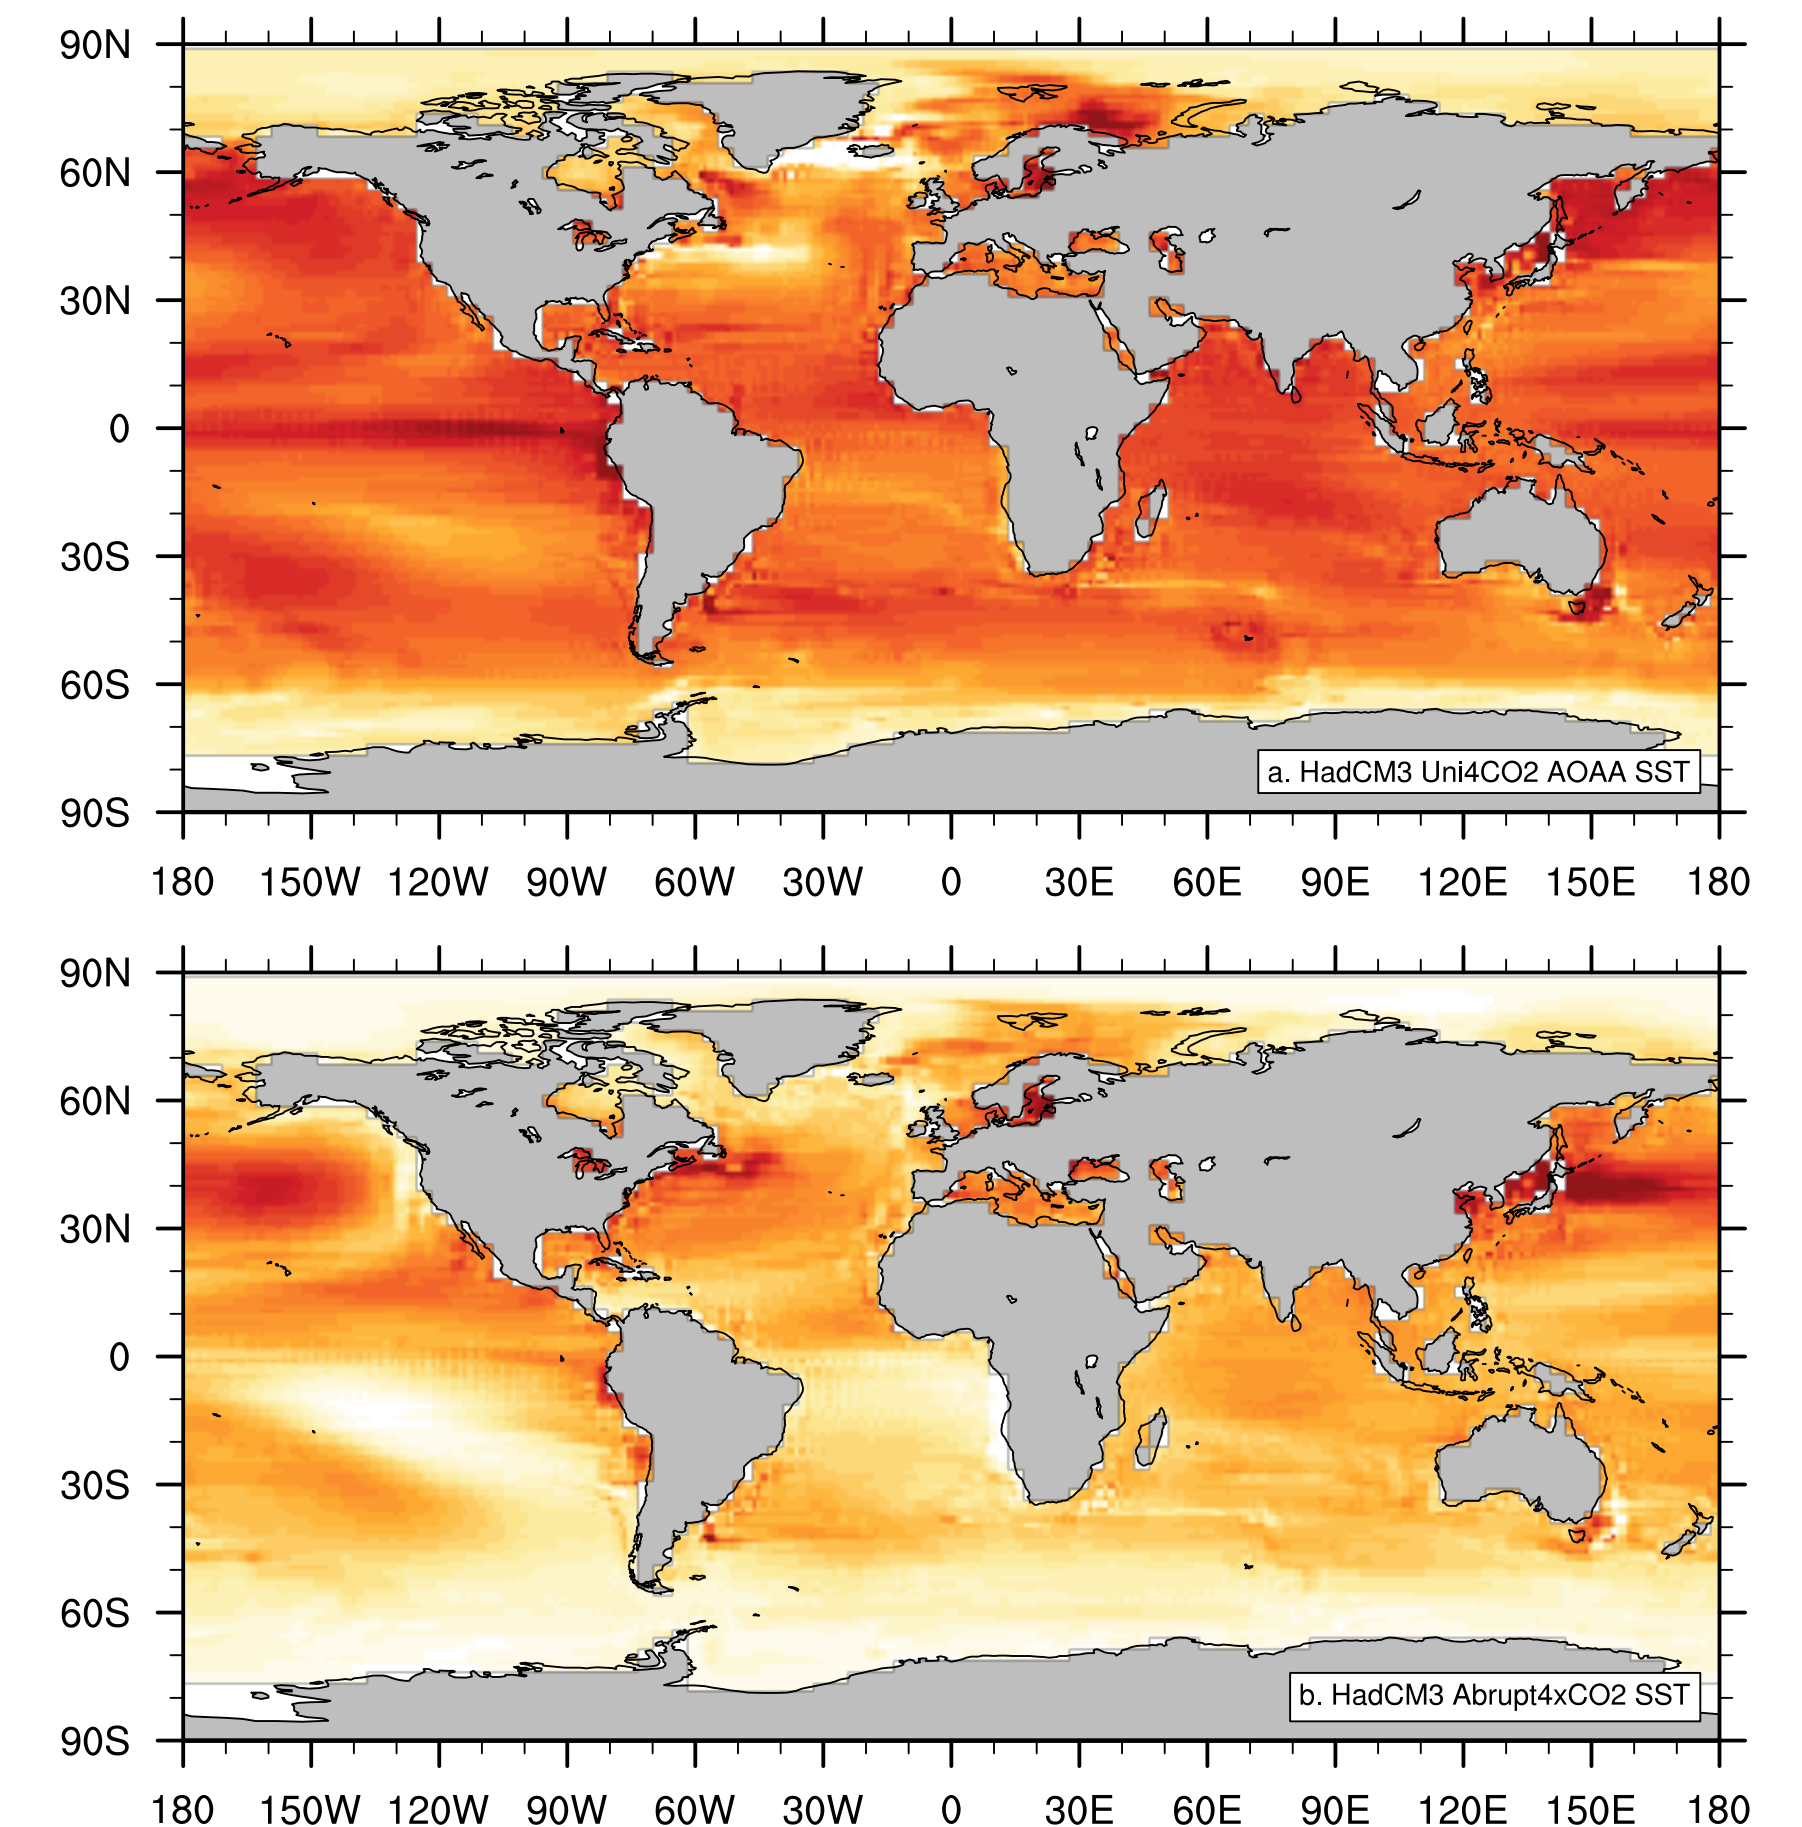 90N
60N
30N
0
30S
60S
90S
a. HadCM3 Uni4CO2 AOAA SST
180 150W 120W 90W 60W 30W 0 30E 60E 90E 120E 150E 180
90N
60N
30N
0
30S
60S
90S
b. HadCM3 Abrupt4xCO2 SST
180 150W 120W 90W 60W 30W 0 30E 60E 90E 120E 150E 180